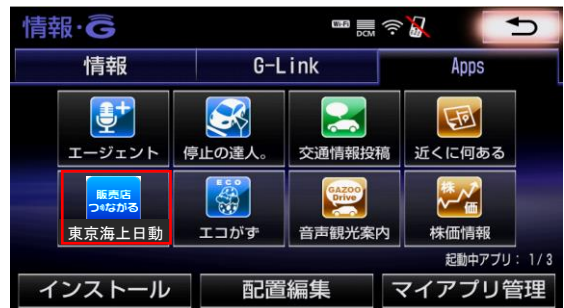 情報・G
Wi-Fi
DCM
情報
G-Link
Apps
エージェント
停止の達人。
交通情報投稿
近くに何ある
販売店
つながる
東京海上日動
ECO
エコがず
GAZOO
Drive
音声観光案内
株
価
株価情報
起動中アプリ： 1/3
インストール
配置編集
マイアプリ管理